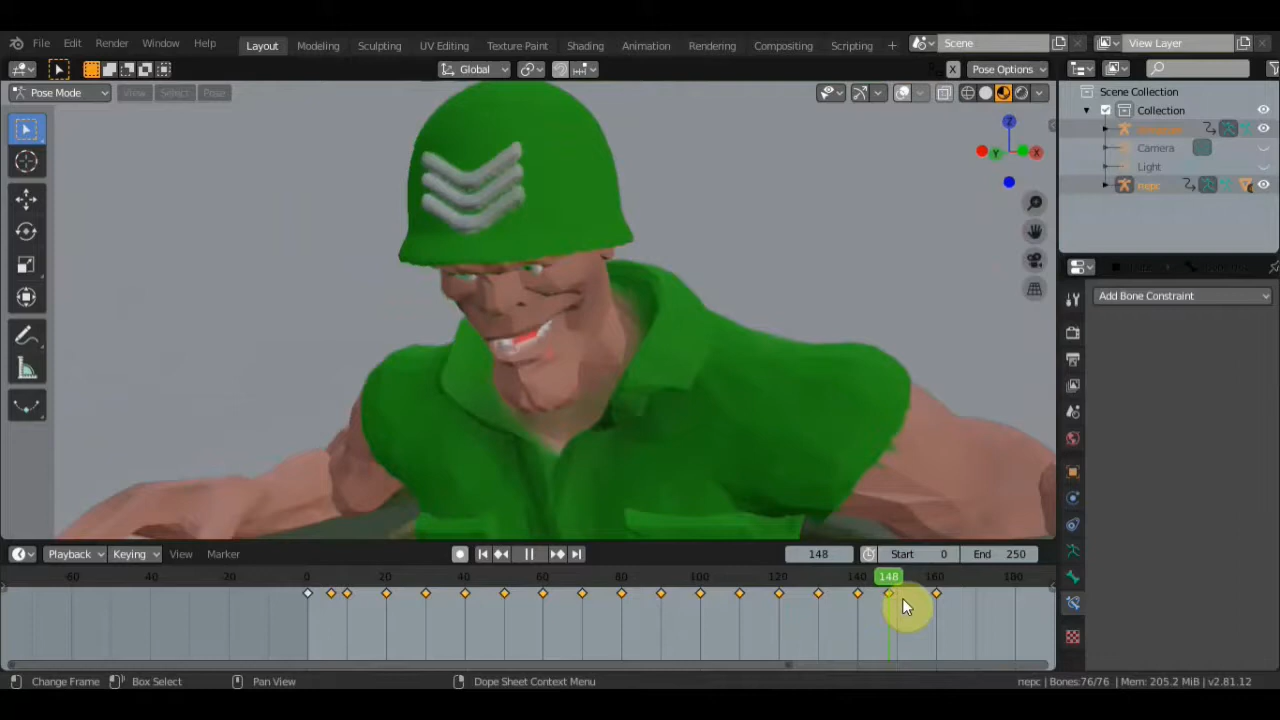 File Edit Render Window Help Layout Modeling Sculpting UV Editing Texture Paint Shading Animation Rendering Compositing Scripting + Scene View Layer
Global X Pose Options
Pose Mode View Select Pose
Scene Collection
Collection
Camera
Light
перс
Z
Y X
Add Bone Constraint
Playback Keying View Marker 148 Start 0 End 250
-60 -40 -20 0 20 40 60 80 100 120 140 148 160 180
Change Frame Box Select Pan View Dope Sheet Context Menu перс | Bones:76/76 | Mem: 205.2 MiB | v2.81.12